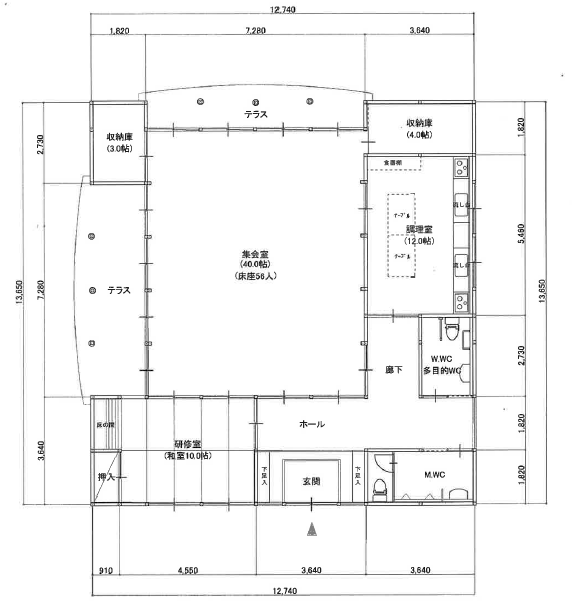 12,740
1,820
7,280
3,640
テラス
収納庫
(3.0帖)
収納庫
(4.0帖)
2,730
1,820
食器棚
流し台
テーブル
調理室
(12.0帖)
テーブル
流し台
5,460
集会室
(40.0帖)
(床座56人)
テラス
7,280
13,650
13,650
廊下
W.WC
多目的WC
2,730
床の間
ホール
1,820
研修室
(和室10.0帖)
3,640
押入
下足入
玄関
下足入
M.WC
1,820
910
4,550
3,640
3,640
12,740